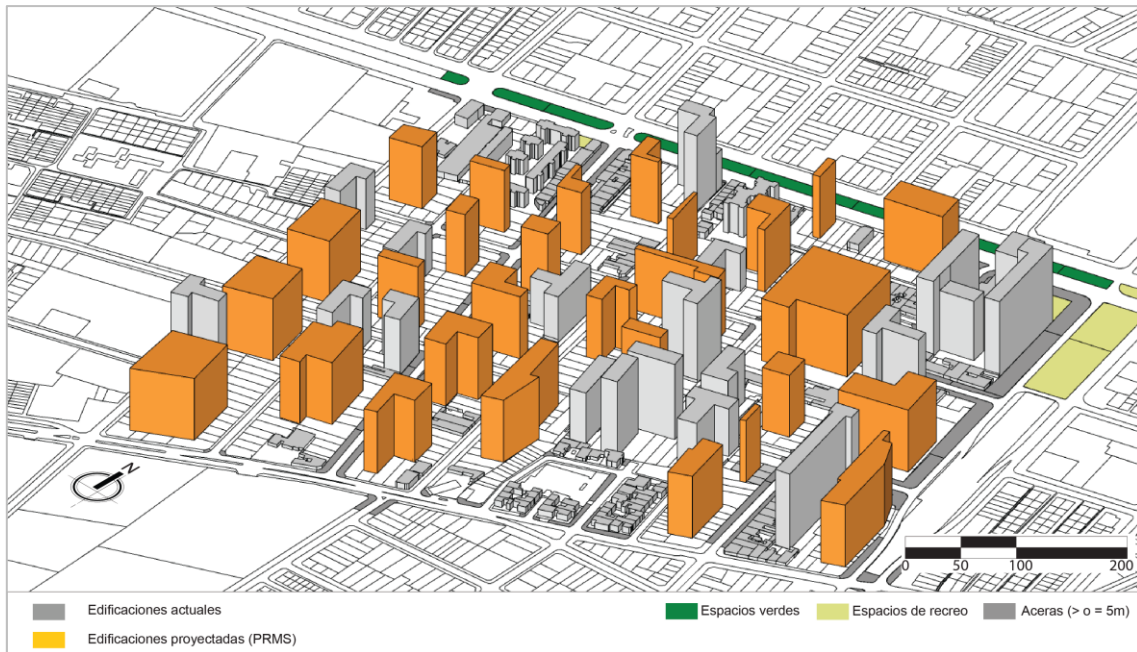 N
0 50 100 200
Edificaciones actuales
Espacios verdes
Espacios de recreo
Aceras (> o = 5m)
Edificaciones proyectadas (PRMS)